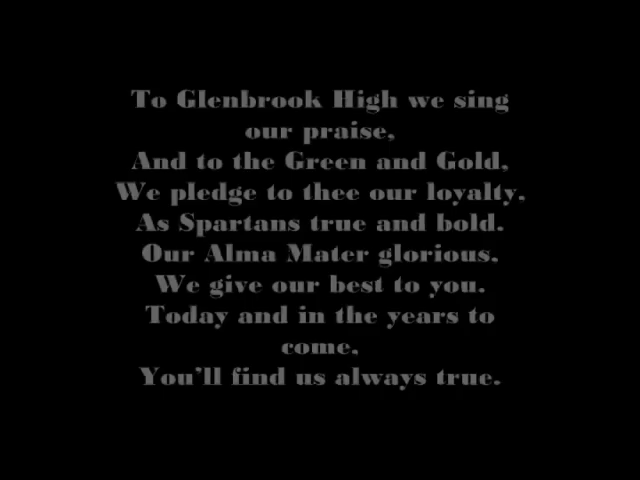 To Glenbrook High we sing
our praise,
And to the Green and Gold,
We pledge to thee our loyalty,
As Spartans true and bold.
Our Alma Mater glorious,
We give our best to you.
Today and in the years to
come,
You'll find us always true.